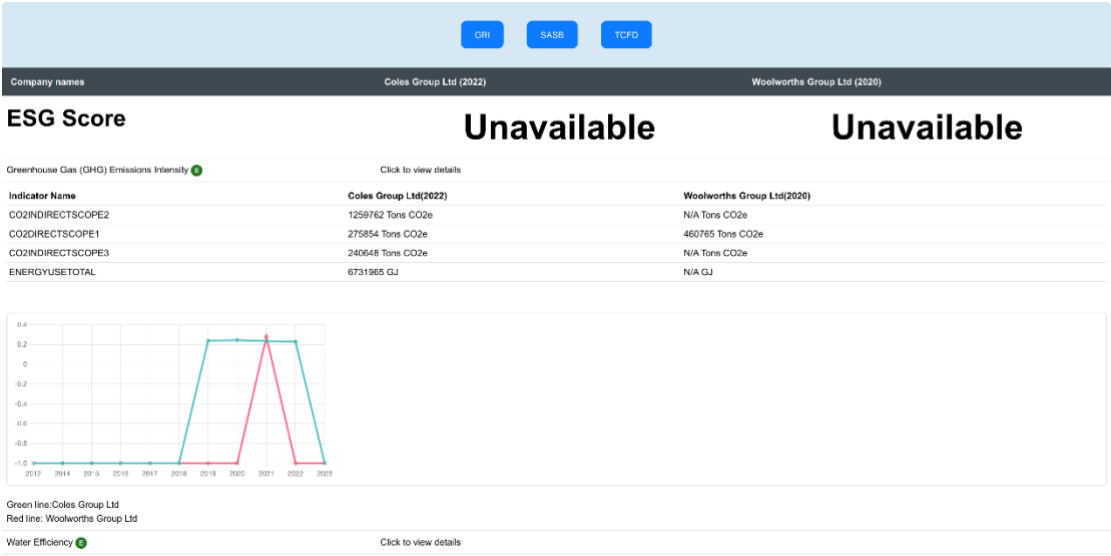 GRI SASB TCFD
Company names Coles Group Ltd (2022) Woolworths Group Ltd (2020)
ESG Score Unavailable Unavailable
Greenhouse Gas (GHG) Emissions Intensity E Click to view details
Indicator Name Coles Group Ltd(2022) Woolworths Group Ltd(2020)
CO2INDIRECTSCOPE2 1259762 Tons CO2e N/A Tons CO2e
CO2DIRECTSCOPE1 275854 Tons CO2e 460765 Tons CO2e
CO2INDIRECTSCOPE3 240648 Tons CO2e N/A Tons CO2e
ENERGYUSETOTAL 6731965 GJ N/A GJ
0.4
0.2
0
-0.2
-0.4
-0.6
-0.8
-1.0
2012 2014 2015 2016 2017 2018 2019 2020 2021 2022 2023
Green line:Coles Group Ltd
Red line: Woolworths Group Ltd
Water Efficiency E Click to view details